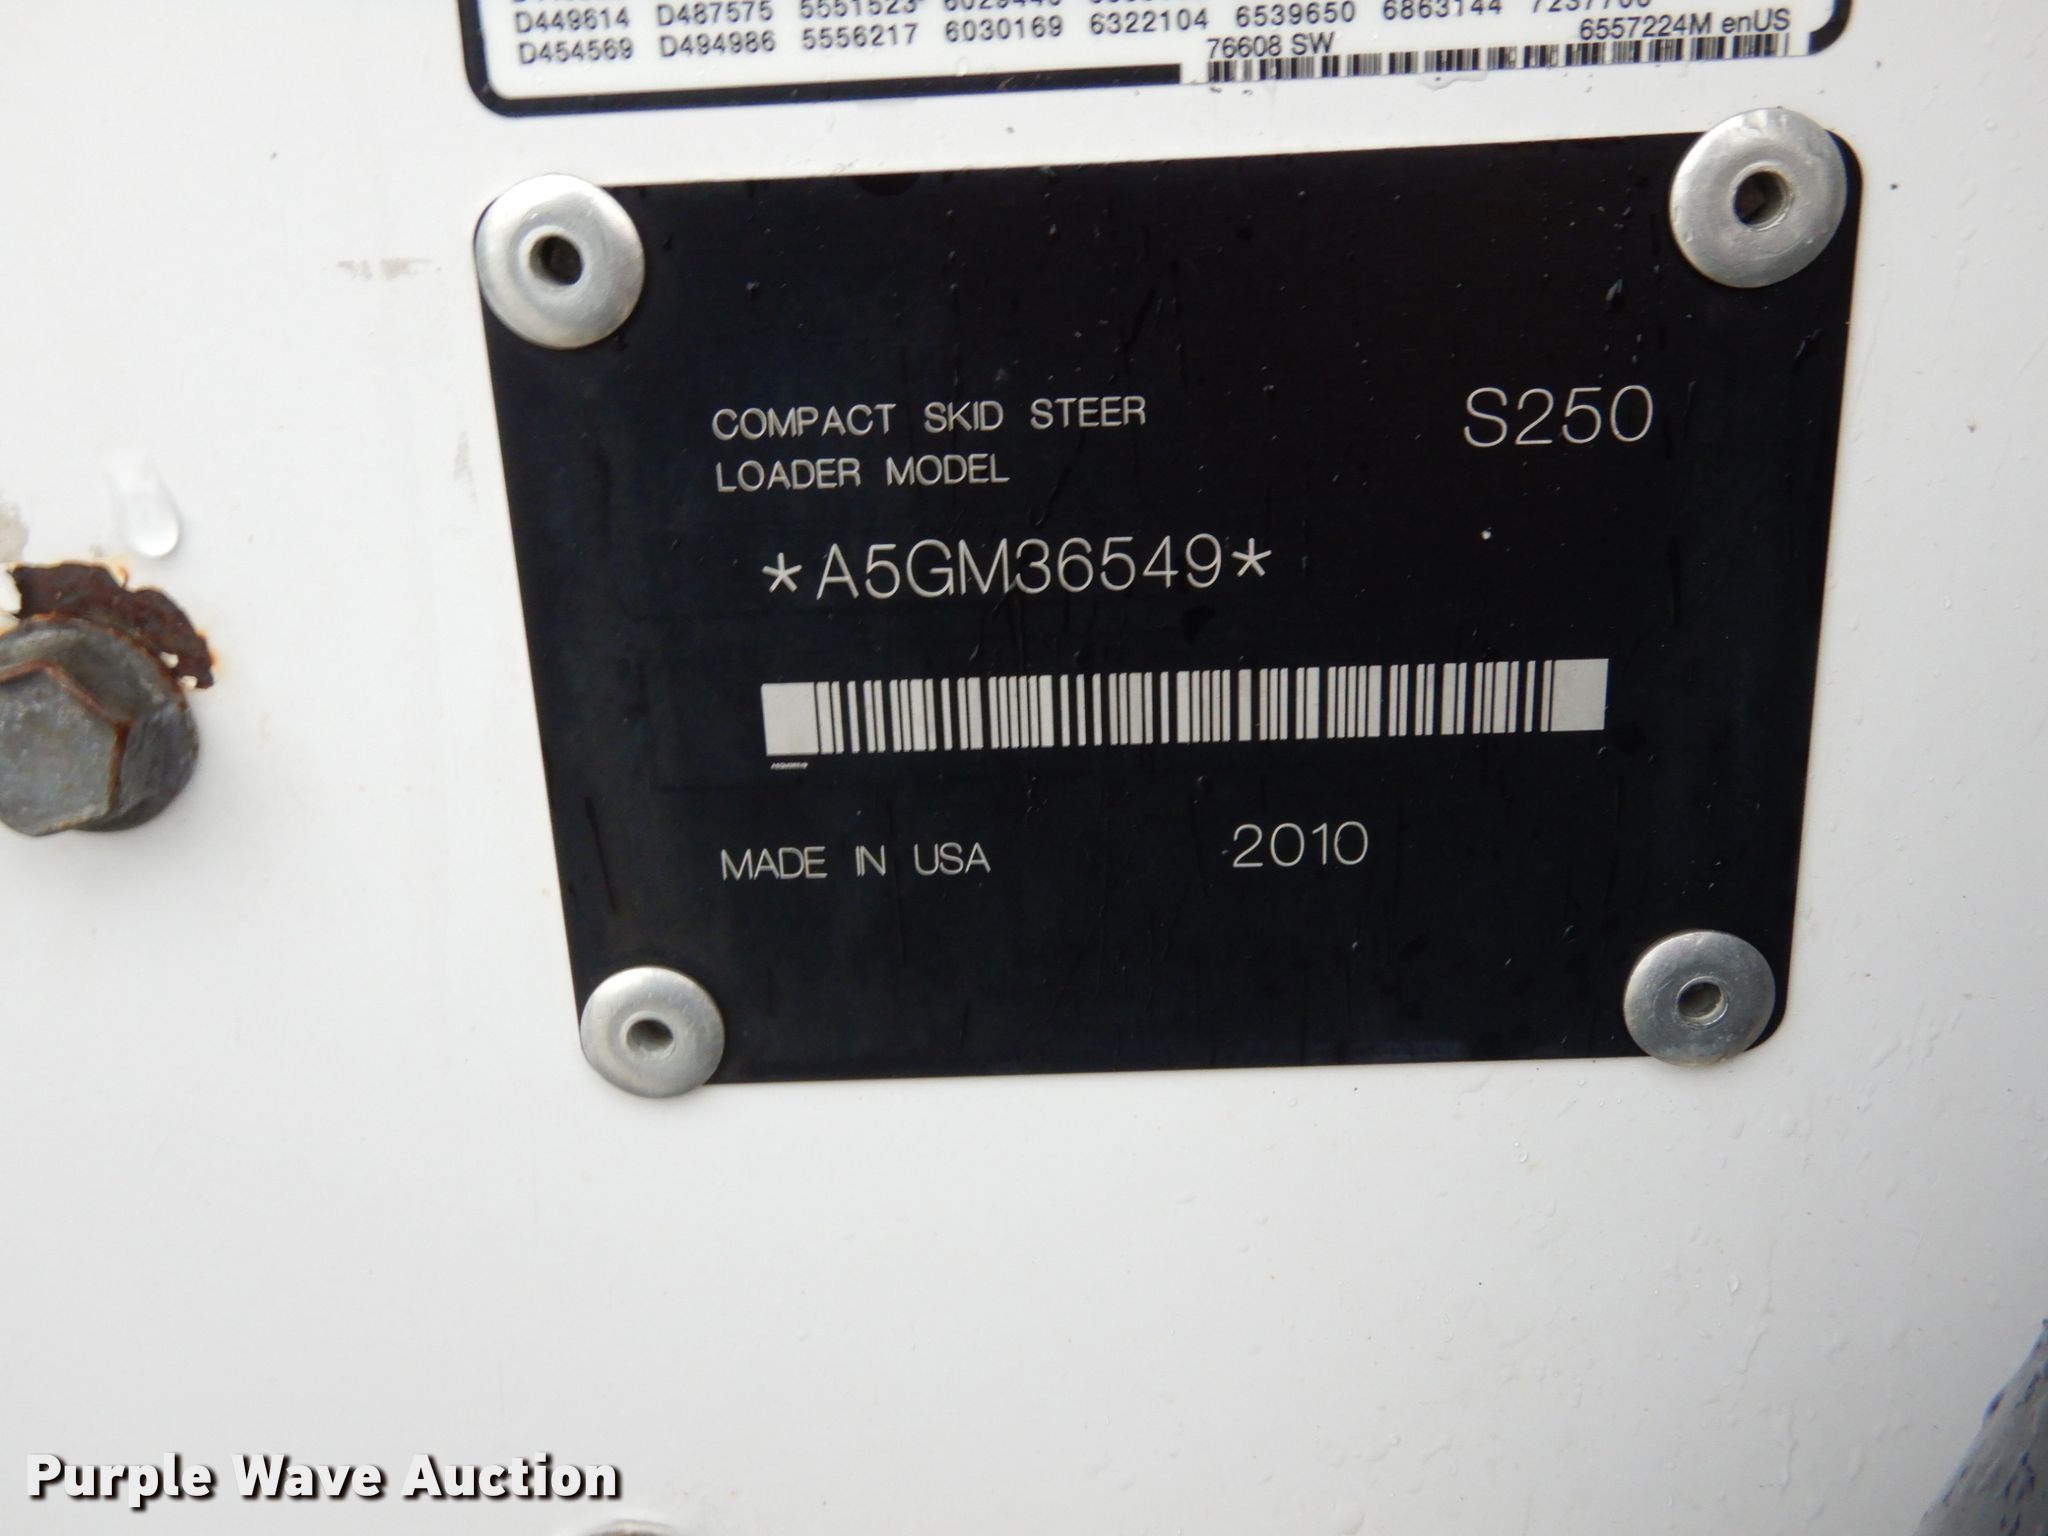 D449614 D487575 5551523 6322104 6539650 6863144
D454569 D494986 5556217 6030169
76608 SW
6557224M enUS
COMPACT SKID STEER
LOADER MODEL
S250
*A5GM36549*
MADE IN USA
2010
Purple Wave Auction